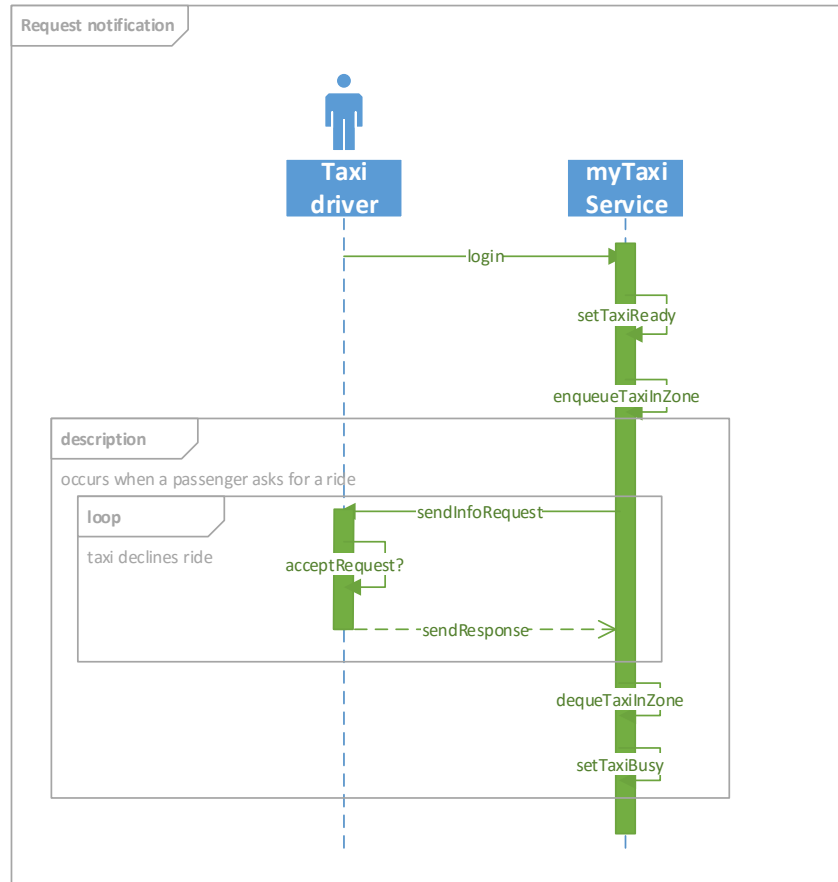 Request notification
Taxi
driver
myTaxi
Service
login
setTaxiReady
enqueueTaxiInZone
description
occurs when a passenger asks for a ride
loop
sendInfoRequest
taxi declines ride
acceptRequest?
sendResponse
dequeTaxiInZone
setTaxiBusy